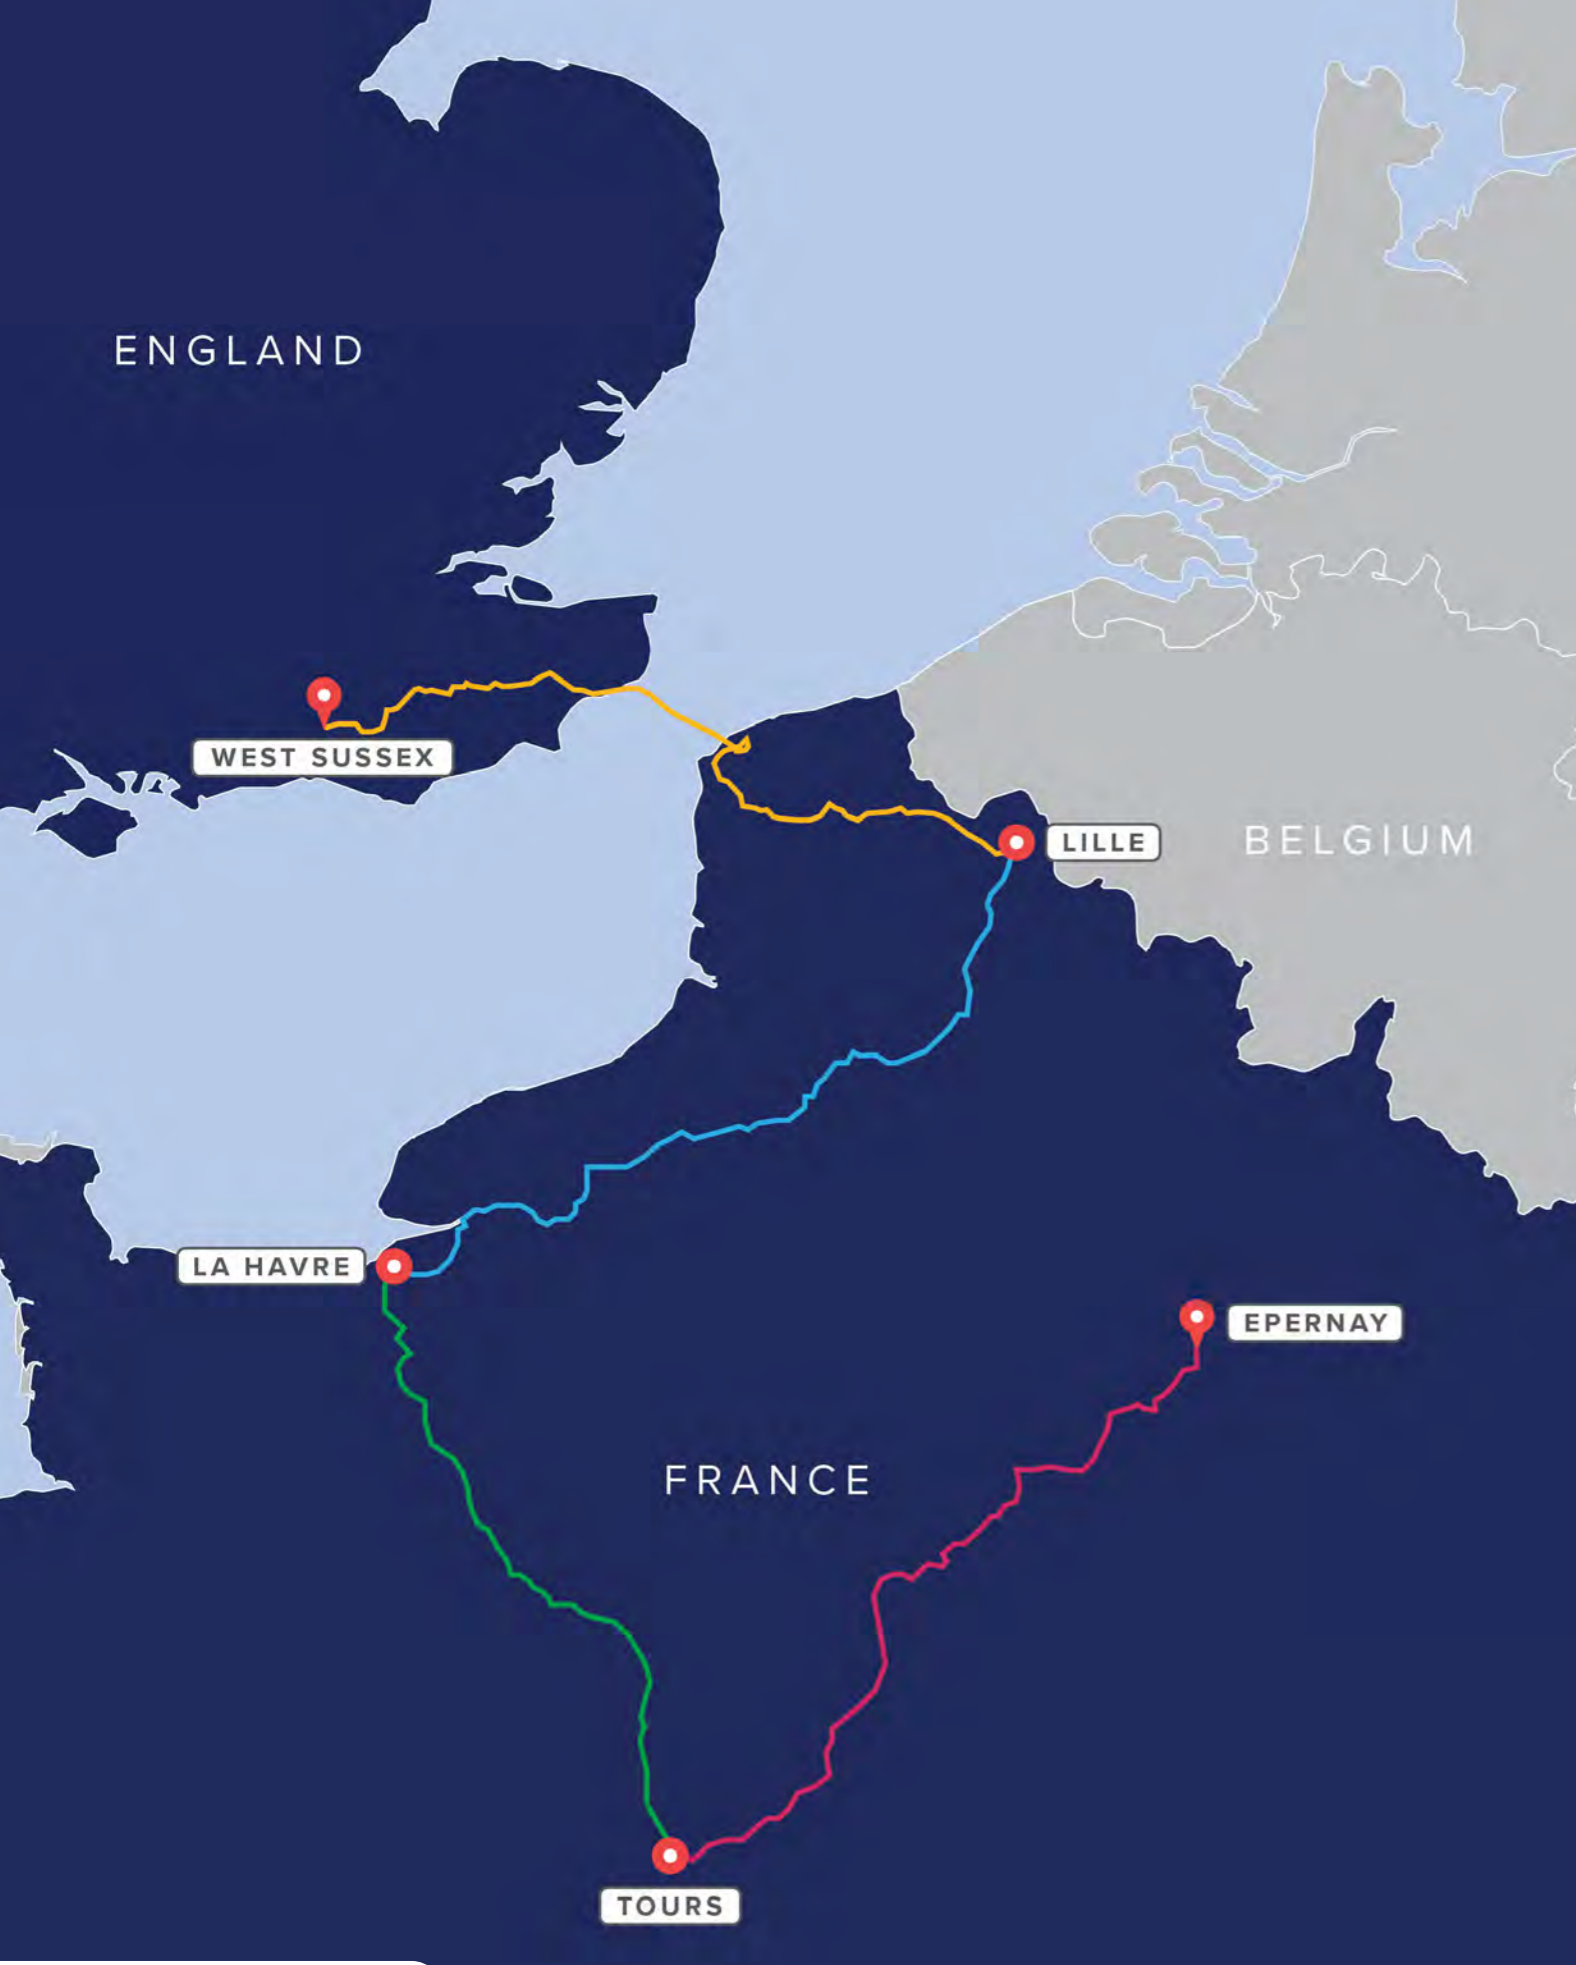 ENGLAND
WEST SUSSEX
LILLE
BELGIUM
LA HAVRE
EPERNAY
FRANCE
TOURS